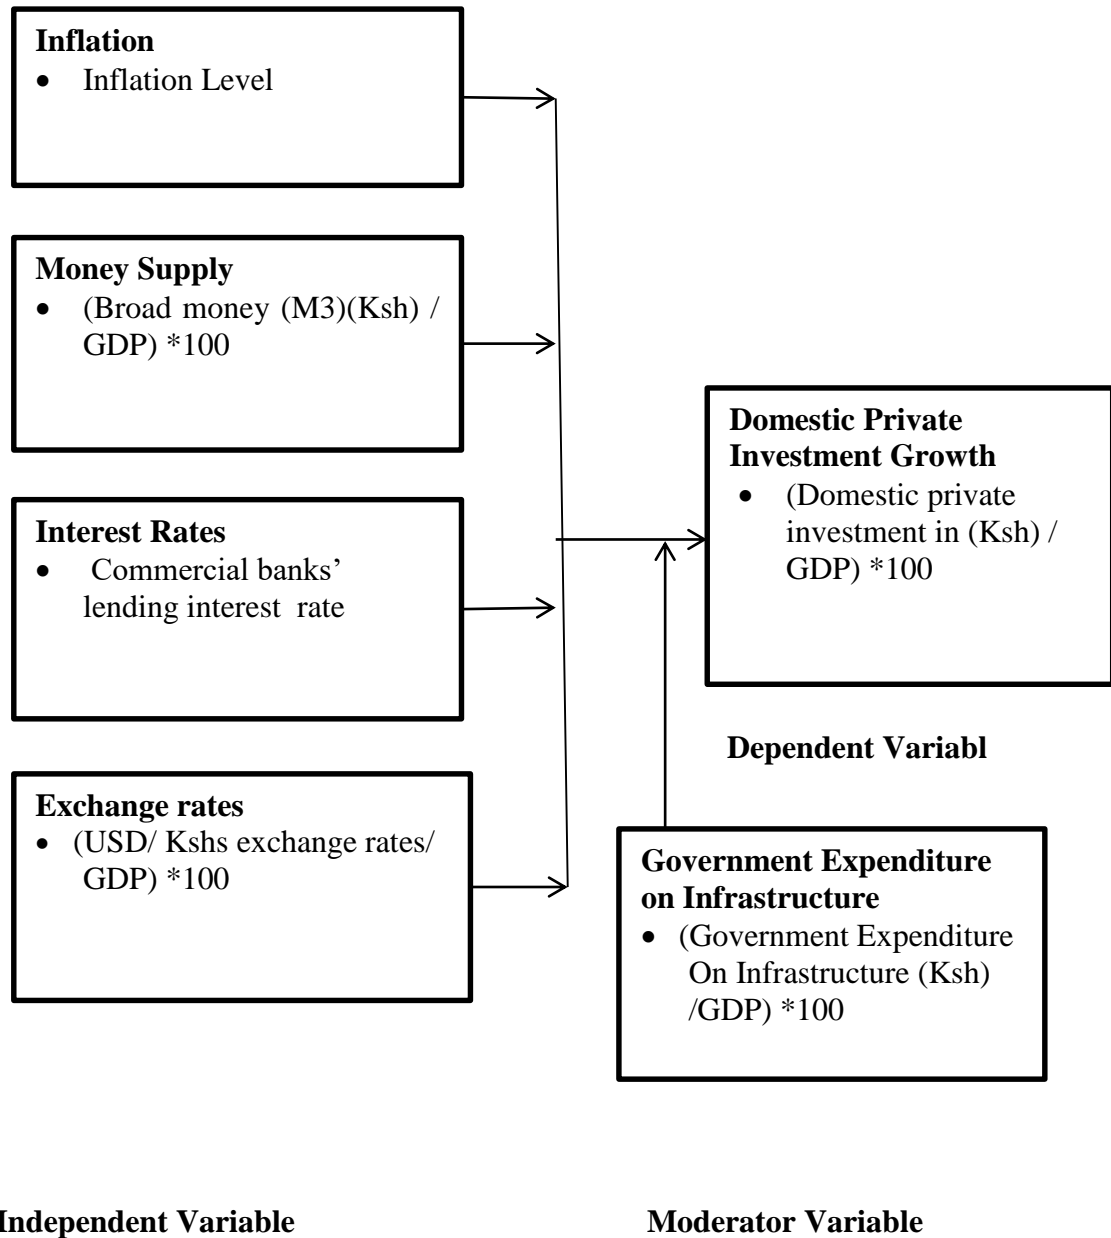 Inflation
• Inflation Level
Money Supply
• (Broad money (M3)(Ksh) /
GDP) *100
Interest Rates
• Commercial banks’
lending interest rate
Exchange rates
• (USD/ Kshs exchange rates/
GDP) *100
Domestic Private
Investment Growth
• (Domestic private
investment in (Ksh) /
GDP) *100
Dependent Variabl
Government Expenditure
on Infrastructure
• (Government Expenditure
On Infrastructure (Ksh)
/GDP) *100
Independent Variable
Moderator Variable